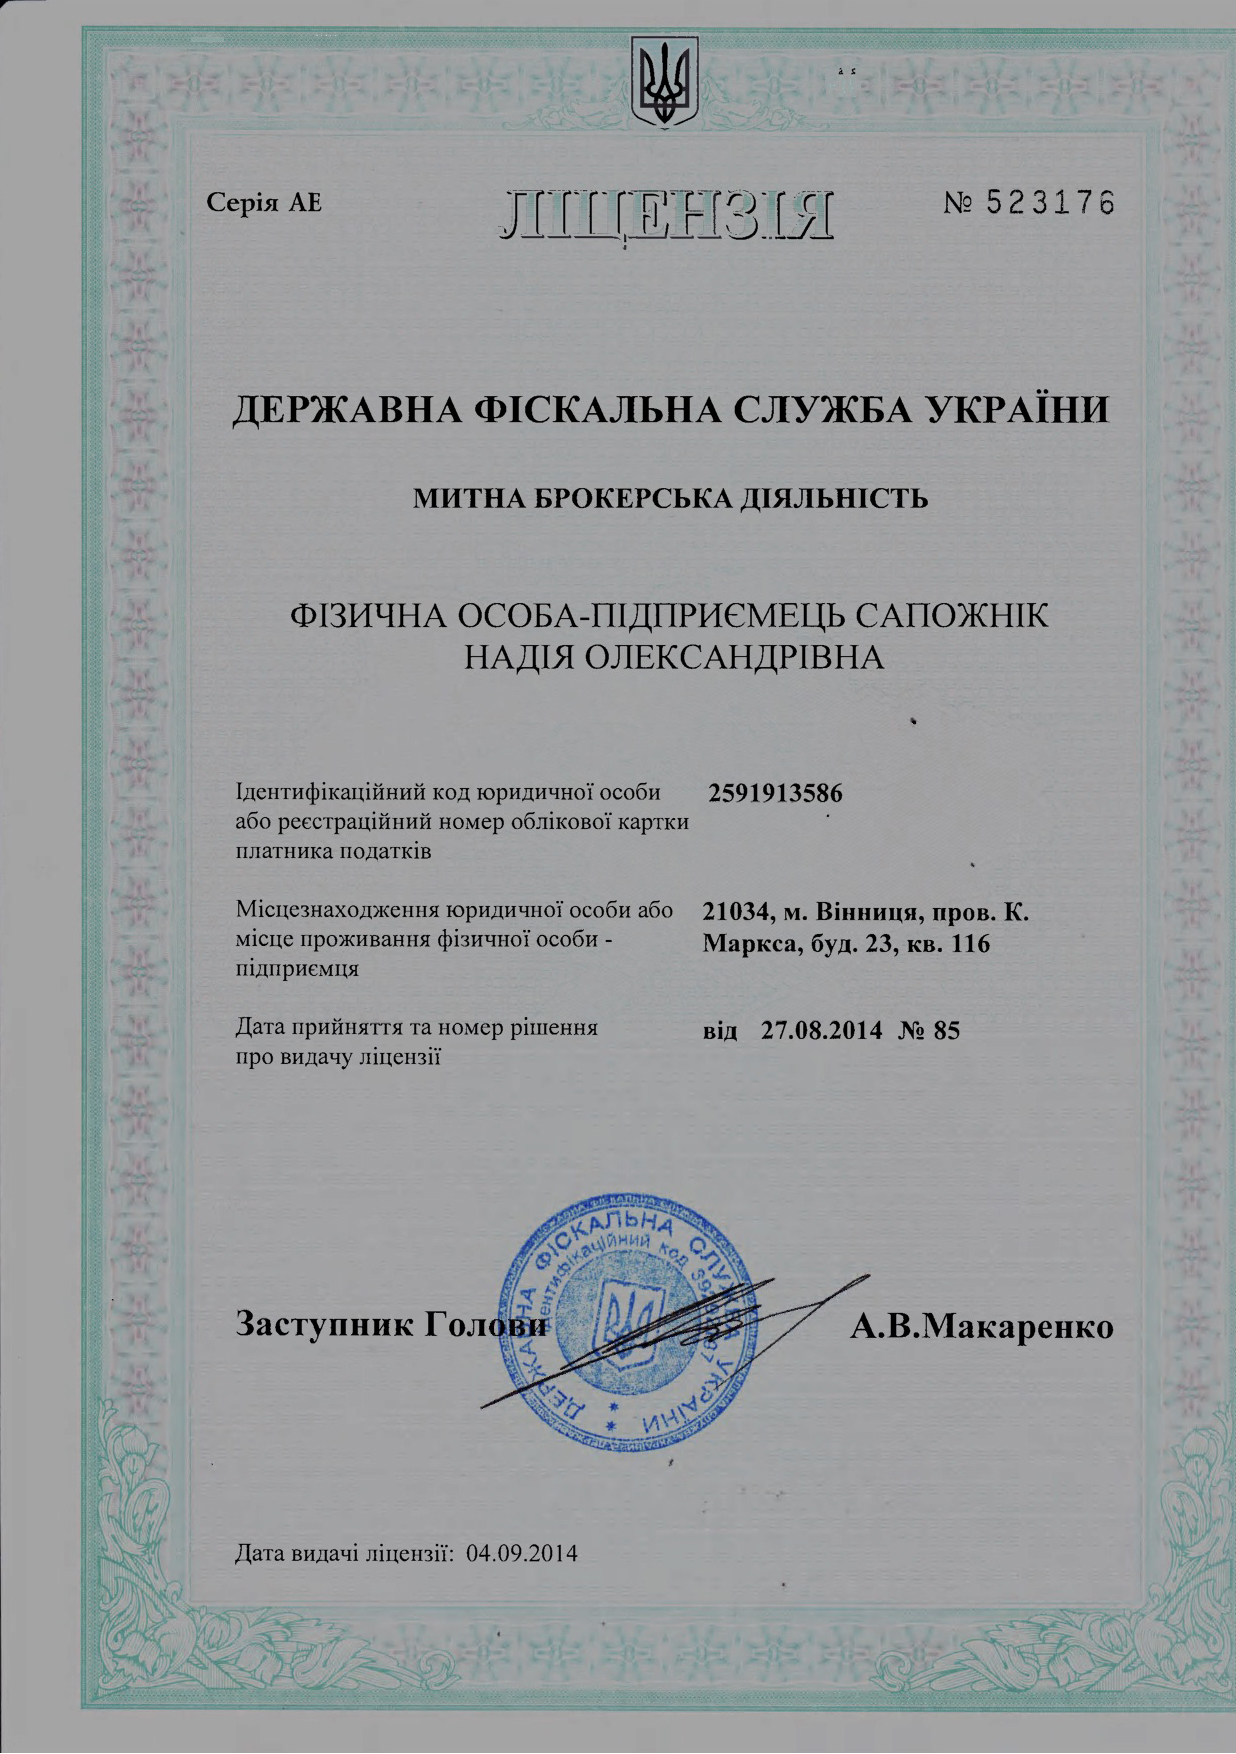 Серія АЕ
ЛІЦЕНЗІЯ
№ 523176
ДЕРЖАВНА ФІСКАЛЬНА СЛУЖБА УКРАЇНИ
МИТНА БРОКЕРСЬКА ДІЯЛЬНІСТЬ
ФІЗИЧНА ОСОБА-ПІДПРИЄМЕЦЬ САПОЖНІК
НАДІЯ ОЛЕКСАНДРІВНА
Ідентифікаційний код юридичної особи
або реєстраційний номер облікової картки
платника податків
2591913586
Місцезнаходження юридичної особи або
місце проживання фізичної особи -
підприємця
21034, м. Вінниця, пров. К.
Маркса, буд. 23, кв. 116
Дата прийняття та номер рішення
про видачу ліцензії
від 27.08.2014 № 85
Заступник Голови
А.В.Макаренко
ДЕРЖАВНА ФІСКАЛЬНА СЛУЖБА УКРАЇНИ
Ідентифікаційний код
Дата видачі ліцензії: 04.09.2014